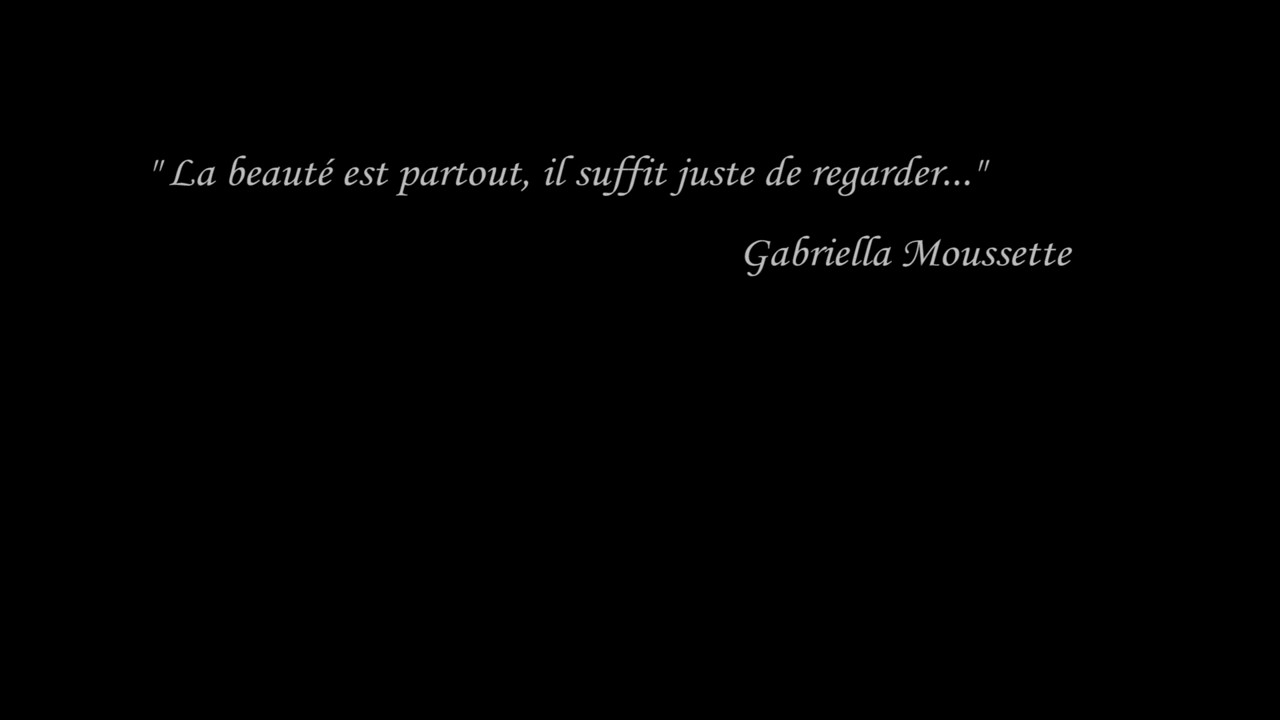 " La beauté est partout, il suffit juste de regarder..."
Gabriella Moussette